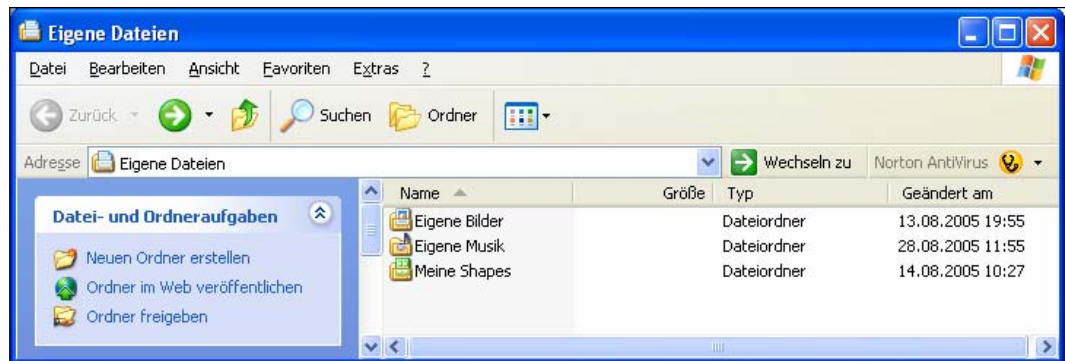 Eigene Dateien
Datei Bearbeiten Ansicht Favoriten Extras ?
Zurück Suchen Ordner
Adresse Eigene Dateien Wechseln zu Norton AntiVirus
Name Größe Typ Geändert am
Datei- und Ordneraufgaben
Neuen Ordner erstellen
Ordner im Web veröffentlichen
Ordner freigeben
Eigene Bilder Dateiordner 13.08.2005 19:55
Eigene Musik Dateiordner 28.08.2005 11:55
Meine Shapes Dateiordner 14.08.2005 10:27